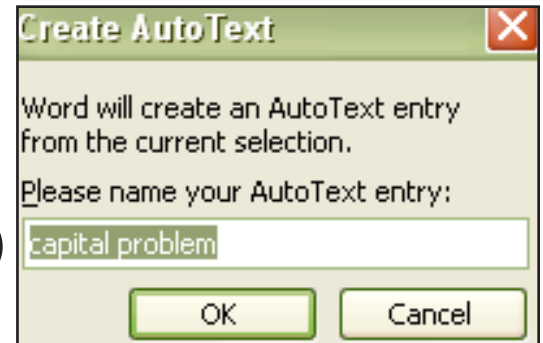 Create AutoText
Word will create an AutoText entry
from the current selection.
Please name your AutoText entry:
) capital problem
OK Cancel